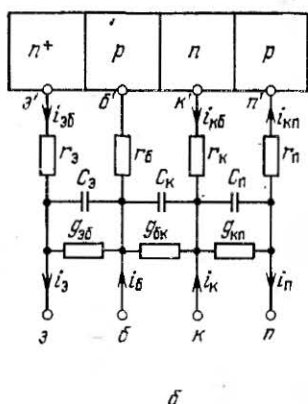 n+ p n p
э' б' к' п'
iэб iкб iкп
rэ rб rк rп
Cэ Cк Cп
gэб gбк gкп
iэ iб iк iп
э б к п
б